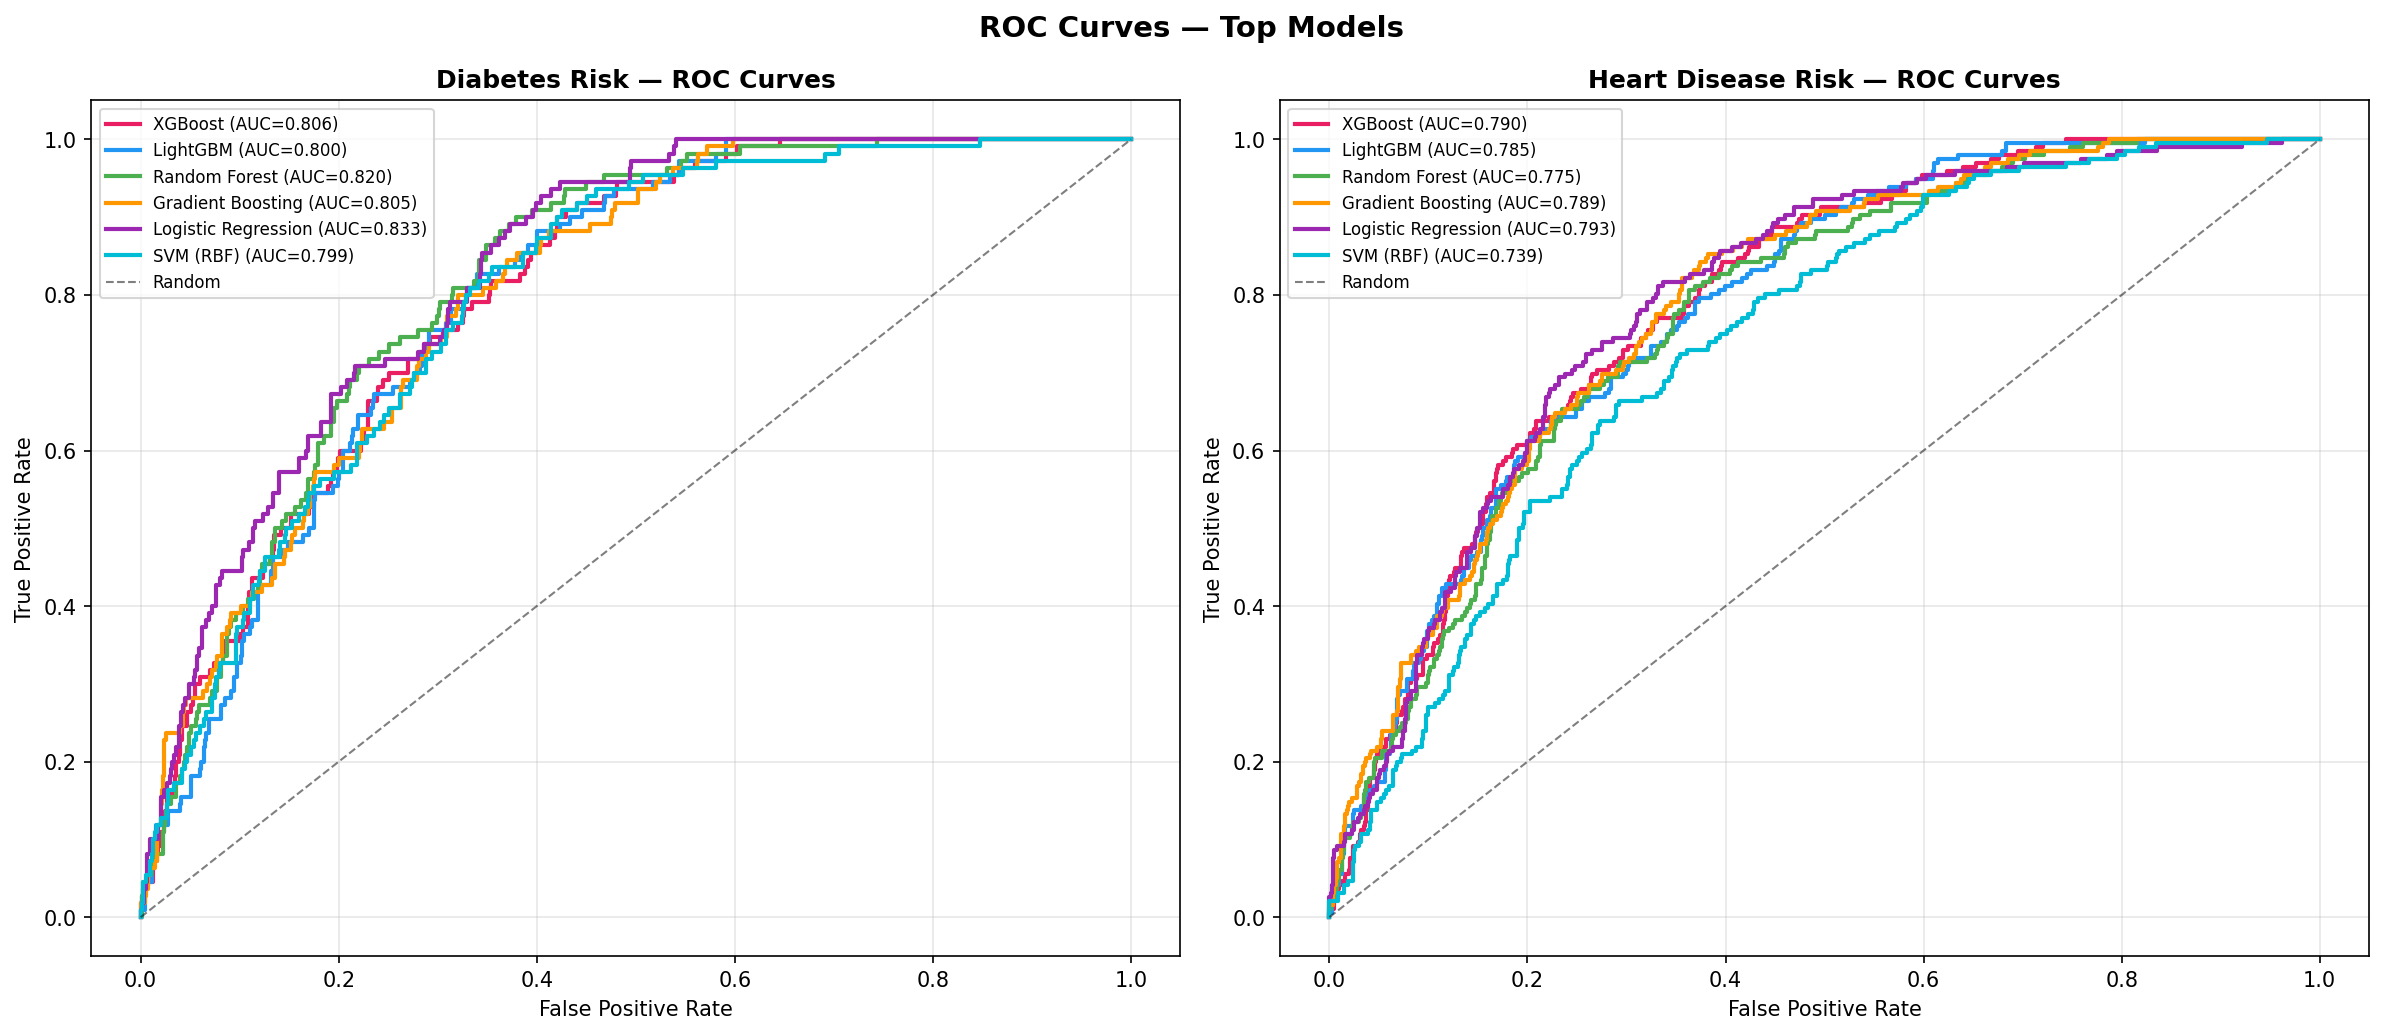 ROC Curves — Top Models
Diabetes Risk — ROC Curves
XGBoost (AUC=0.806)
LightGBM (AUC=0.800)
Random Forest (AUC=0.820)
Gradient Boosting (AUC=0.805)
Logistic Regression (AUC=0.833)
SVM (RBF) (AUC=0.799)
Random
True Positive Rate
1.0
0.8
0.6
0.4
0.2
0.0
0.0 0.2 0.4 0.6 0.8 1.0
False Positive Rate
Heart Disease Risk — ROC Curves
XGBoost (AUC=0.790)
LightGBM (AUC=0.785)
Random Forest (AUC=0.775)
Gradient Boosting (AUC=0.789)
Logistic Regression (AUC=0.793)
SVM (RBF) (AUC=0.739)
Random
True Positive Rate
1.0
0.8
0.6
0.4
0.2
0.0
0.0 0.2 0.4 0.6 0.8 1.0
False Positive Rate